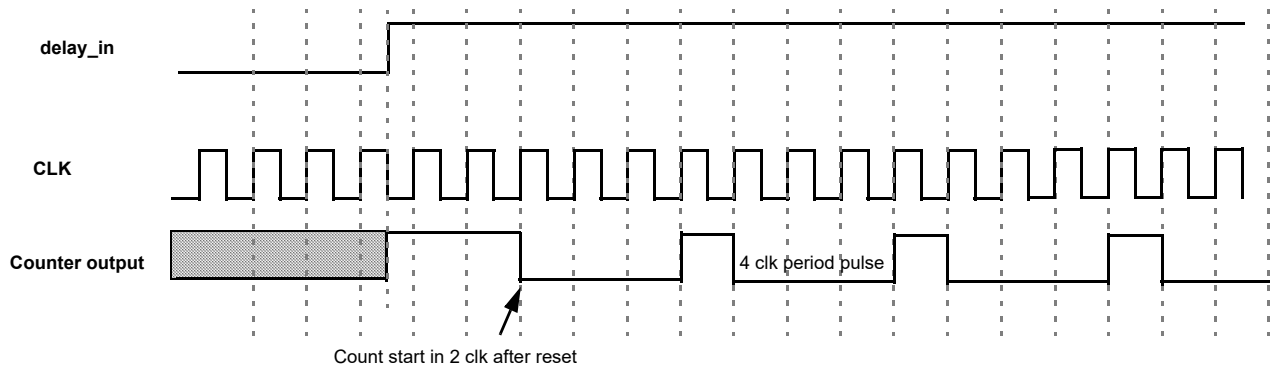 delay_in
CLK
Counter output
4 clk period pulse
Count start in 2 clk after reset